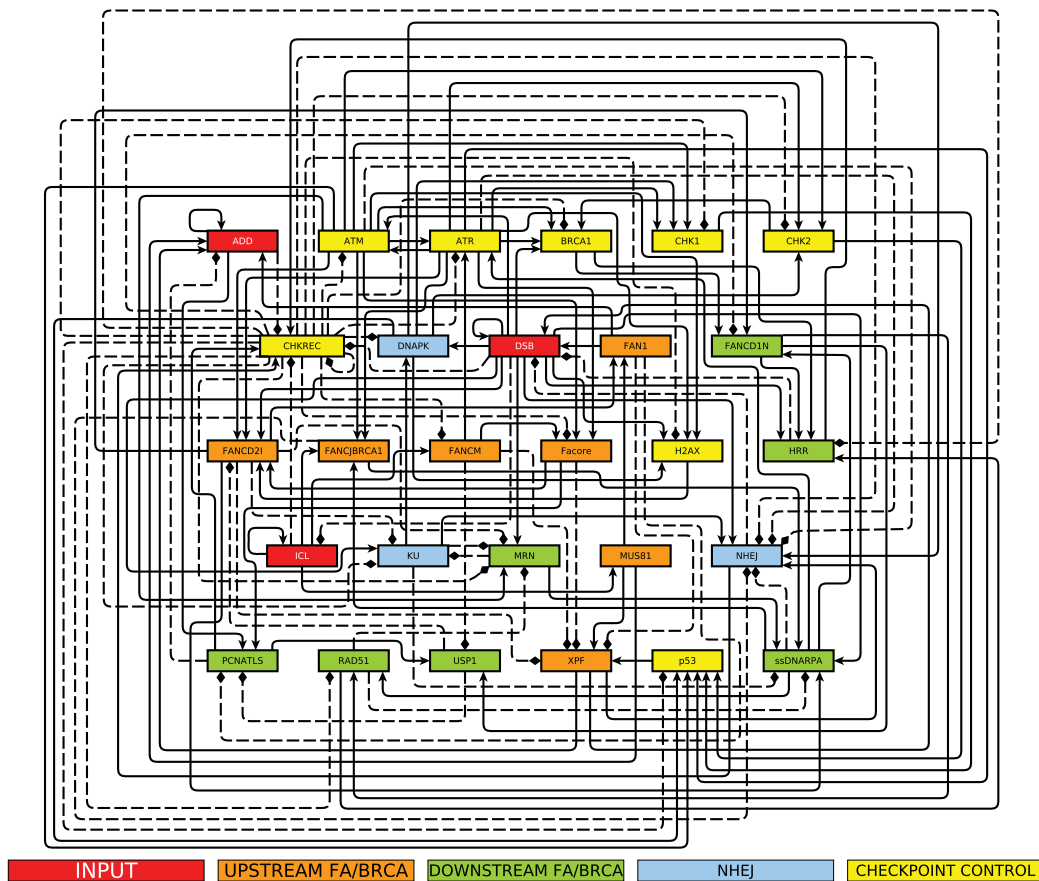 ADD
ATM
ATR
BRCA1
CHK1
CHK2
CHKREC
DNAPK
DSB
FAN1
FANCD1N
FANCD2I
FANCJBRCA1
FANCM
Facore
H2AX
HRR
ICL
KU
MRN
MUS81
NHEJ
PCNATLS
RAD51
USP1
XPF
p53
ssDNARPA
INPUT
UPSTREAM FA/BRCA
DOWNSTREAM FA/BRCA
NHEJ
CHECKPOINT CONTROL